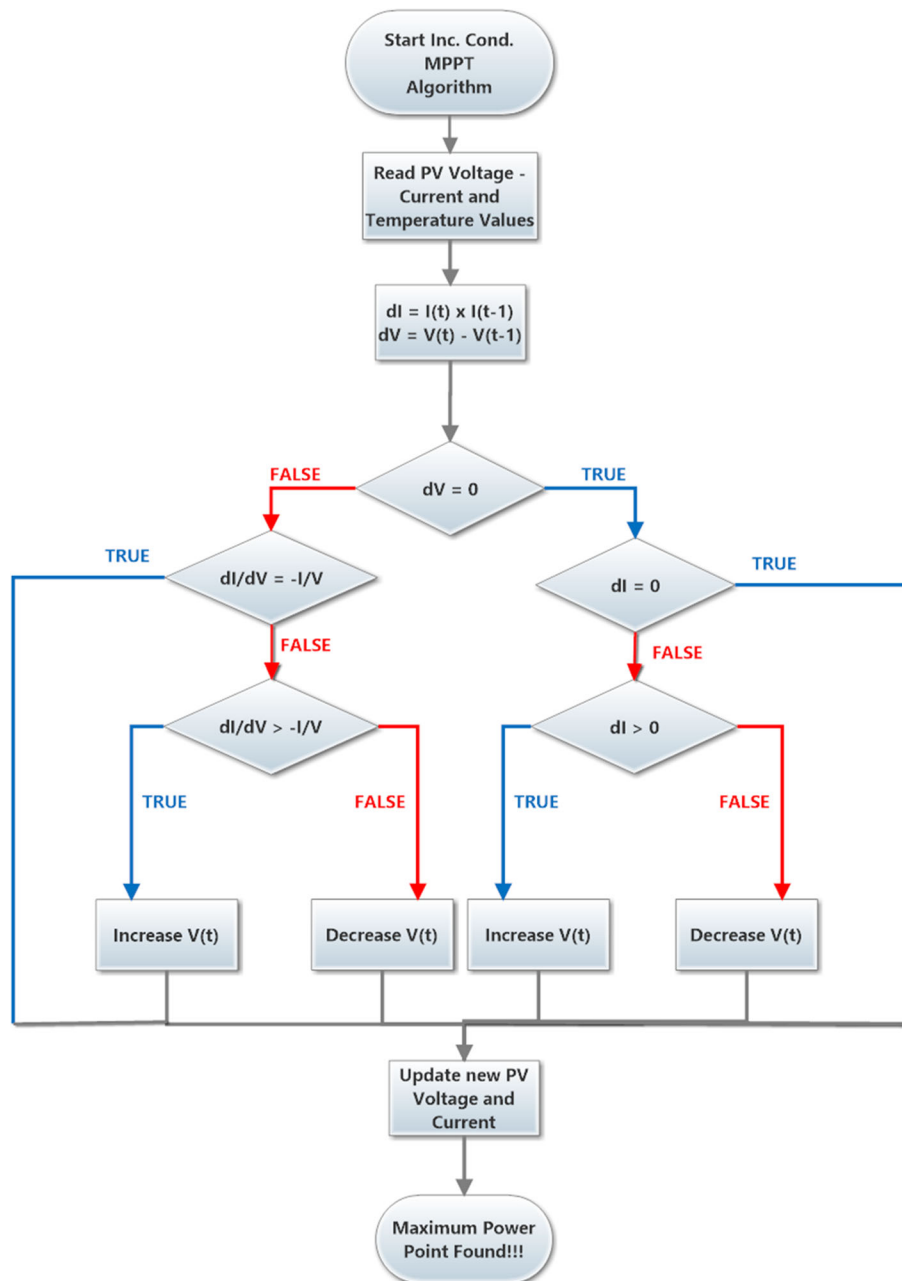 Start Inc. Cond.
MPPT
Algorithm
Read PV Voltage -
Current and
Temperature Values
dI = I(t) x I(t-1)
dV = V(t) - V(t-1)
FALSE
dV = 0
TRUE
TRUE
dI/dV = -I/V
dI = 0
TRUE
FALSE
FALSE
dI/dV > -I/V
dI > 0
TRUE
FALSE
TRUE
FALSE
Increase V(t)
Decrease V(t)
Increase V(t)
Decrease V(t)
Update new PV
Voltage and
Current
Maximum Power
Point Found!!!